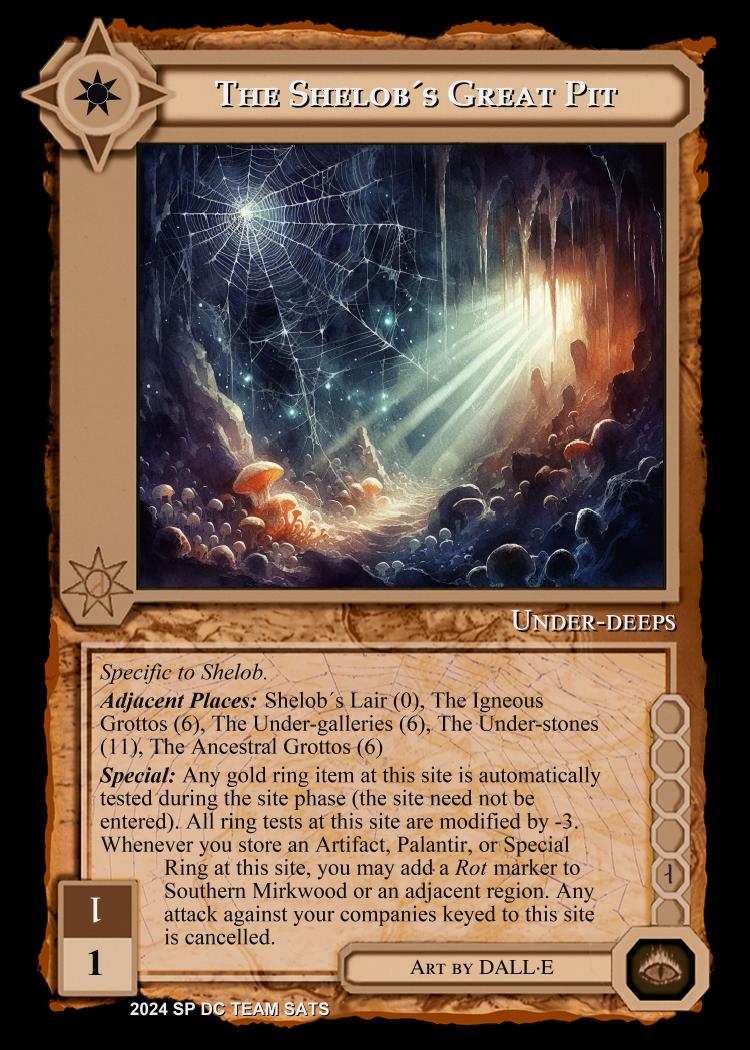 The Shelob´s Great Pit
Under-deeps
Specific to Shelob.
Adjacent Places: Shelob´s Lair (0), The Igneous
Grottos (6), The Under-galleries (6), The Under-stones
(11), The Ancestral Grottos (6)
Special: Any gold ring item at this site is automatically
tested during the site phase (the site need not be
entered). All ring tests at this site are modified by -3.
Whenever you store an Artifact, Palantir, or Special
Ring at this site, you may add a Rot marker to
Southern Mirkwood or an adjacent region. Any
attack against your companies keyed to this site
is cancelled.
1
1
Art by DALL·E
2024 SP DC TEAM SATS